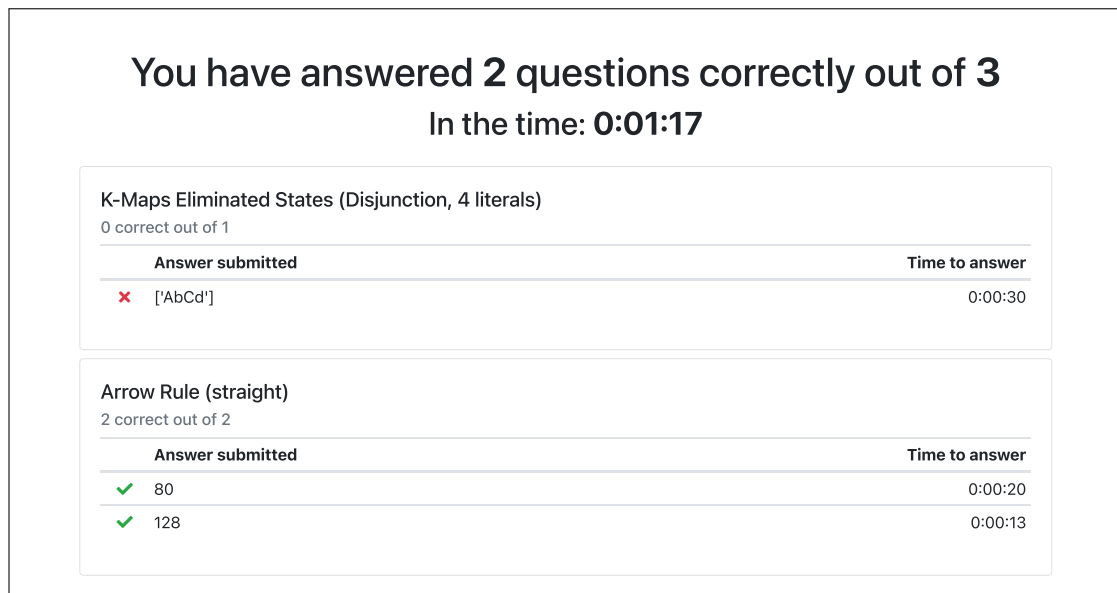 You have answered 2 questions correctly out of 3
In the time: 0:01:17
K-Maps Eliminated States (Disjunction, 4 literals)
0 correct out of 1
Answer submitted Time to answer
['AbCd'] 0:00:30
Arrow Rule (straight)
2 correct out of 2
Answer submitted Time to answer
80 0:00:20
128 0:00:13